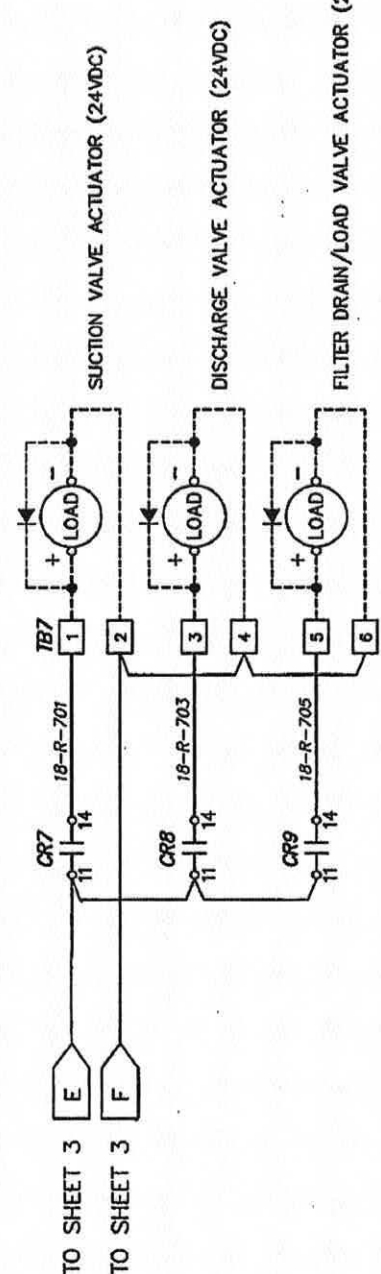 TO SHEET 3
E
TO SHEET 3
F
CR7
11
14
18-R-701
TB7
1
2
+
LOAD
-
SUCTION VALVE ACTUATOR (24VDC)
CR8
11
14
18-R-703
3
4
+
LOAD
-
DISCHARGE VALVE ACTUATOR (24VDC)
CR9
11
14
18-R-705
5
6
+
LOAD
-
FILTER DRAIN/LOAD VALVE ACTUATOR (2